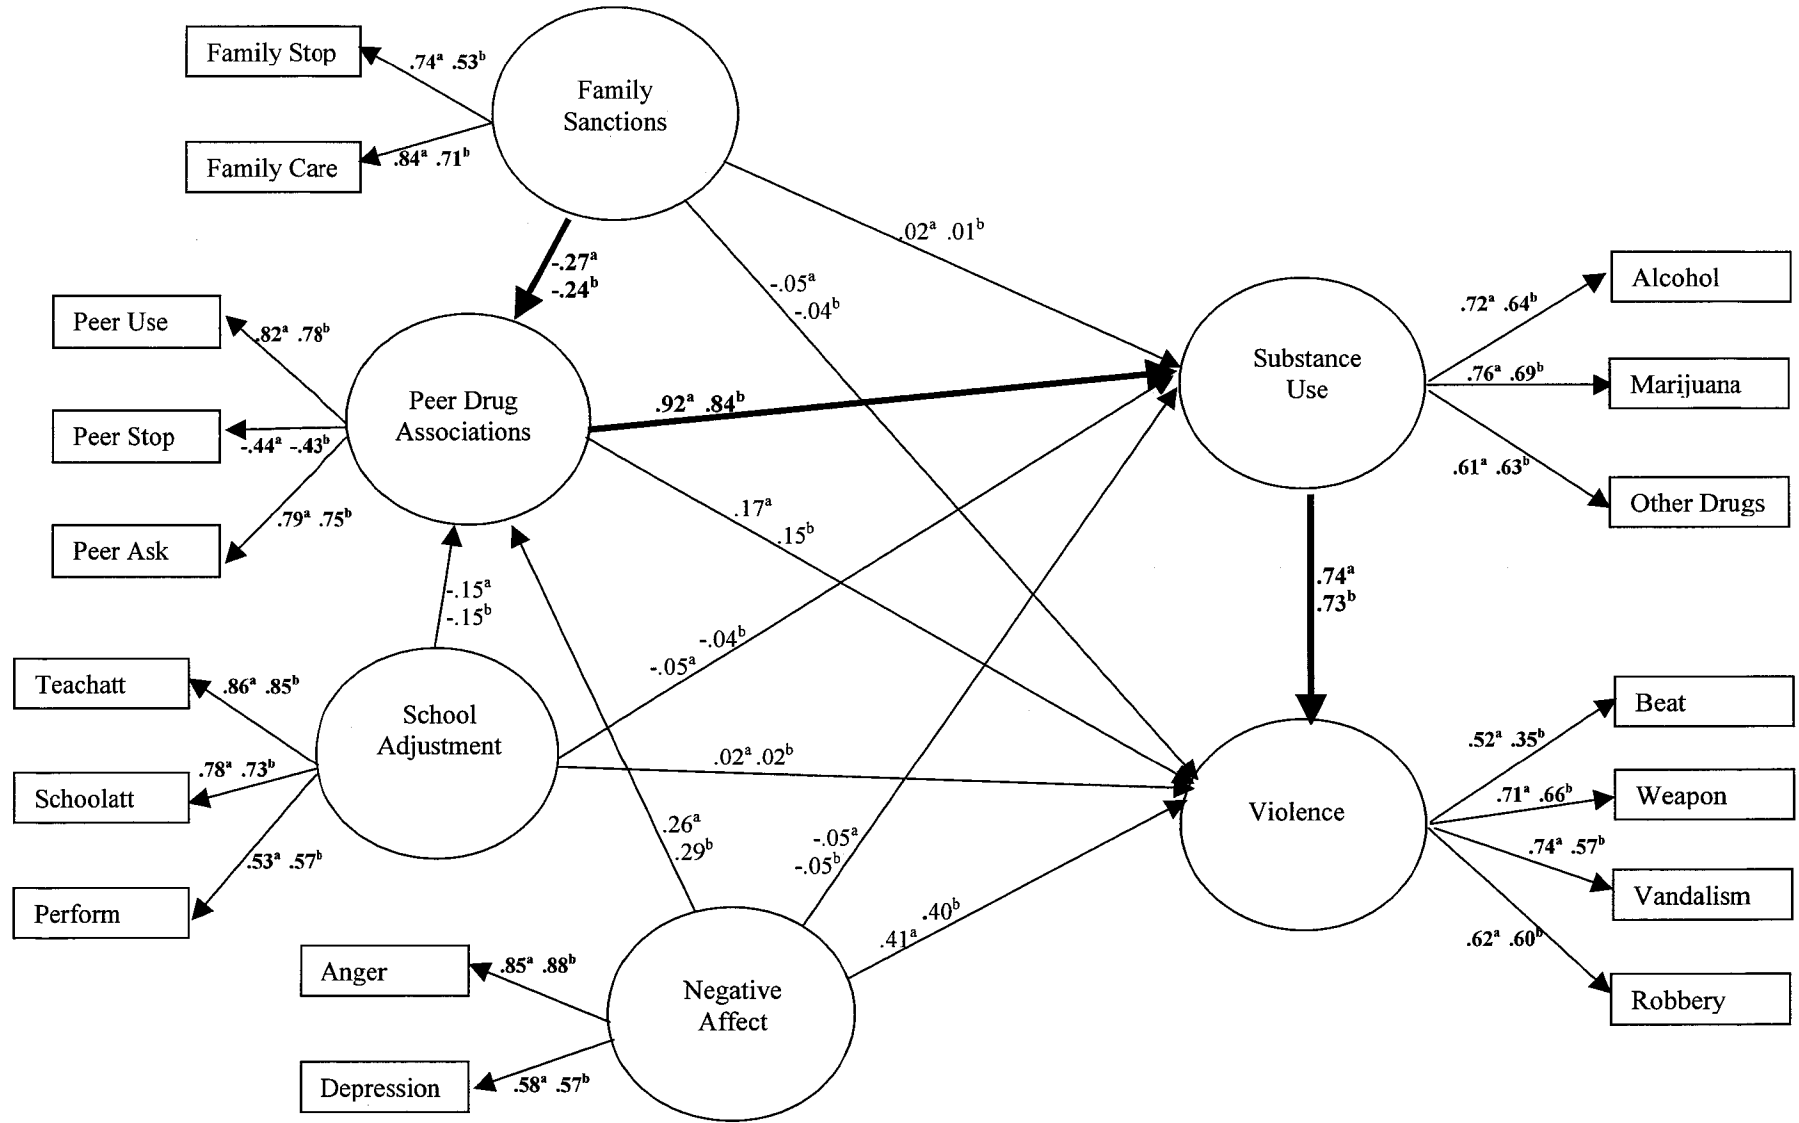 Family Stop
.74ᵃ .53ᵇ
Family
Sanctions
Family Care
.84ᵃ .71ᵇ
.02ᵃ .01ᵇ
-.27ᵃ
-.24ᵇ
-.05ᵃ
-.04ᵇ
Peer Use
.82ᵃ .78ᵇ
Peer Stop
-.44ᵃ -.43ᵇ
Peer Ask
.79ᵃ .75ᵇ
Peer Drug
Associations
.92ᵃ .84ᵇ
Substance
Use
.72ᵃ .64ᵇ
Alcohol
.76ᵃ .69ᵇ
Marijuana
.61ᵃ .63ᵇ
Other Drugs
.17ᵃ
.15ᵇ
.74ᵃ
.73ᵇ
-.15ᵃ
-.15ᵇ
-.04ᵇ
-.05ᵃ
Teachatt
.86ᵃ .85ᵇ
Schoolatt
.78ᵃ .73ᵇ
Perform
.53ᵃ .57ᵇ
School
Adjustment
.02ᵃ .02ᵇ
.26ᵃ
.29ᵇ
-.05ᵃ
-.05ᵇ
.40ᵇ
.41ᵃ
Violence
.52ᵃ .35ᵇ
Beat
.71ᵃ .66ᵇ
Weapon
.74ᵃ .57ᵇ
Vandalism
.62ᵃ .60ᵇ
Robbery
Anger
.85ᵃ .88ᵇ
Negative
Affect
Depression
.58ᵃ .57ᵇ